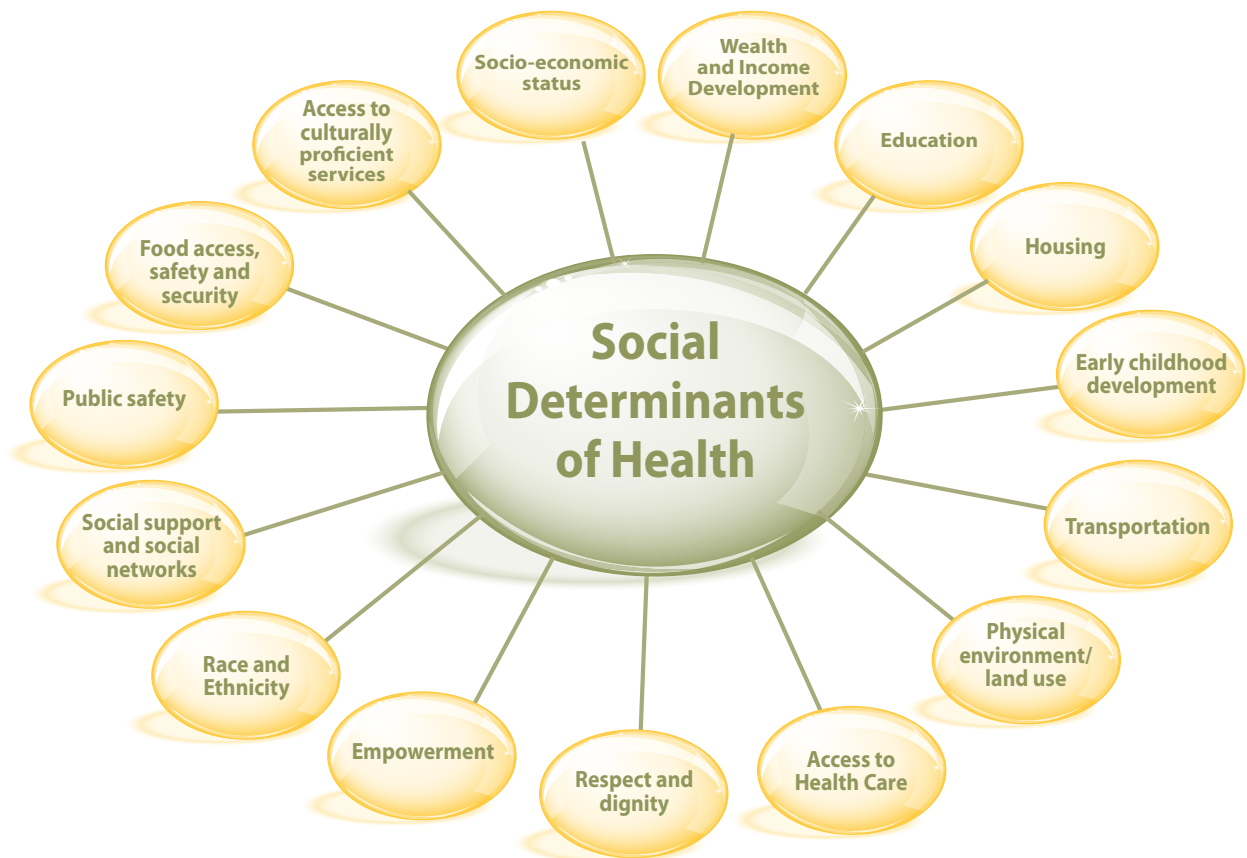 Social
Determinants
of Health
Socio-economic
status
Wealth
and Income
Development
Education
Housing
Early childhood
development
Transportation
Physical
environment/
land use
Access to
Health Care
Respect and
dignity
Empowerment
Race and
Ethnicity
Social support
and social
networks
Public safety
Food access,
safety and
security
Access to
culturally
proficient
services